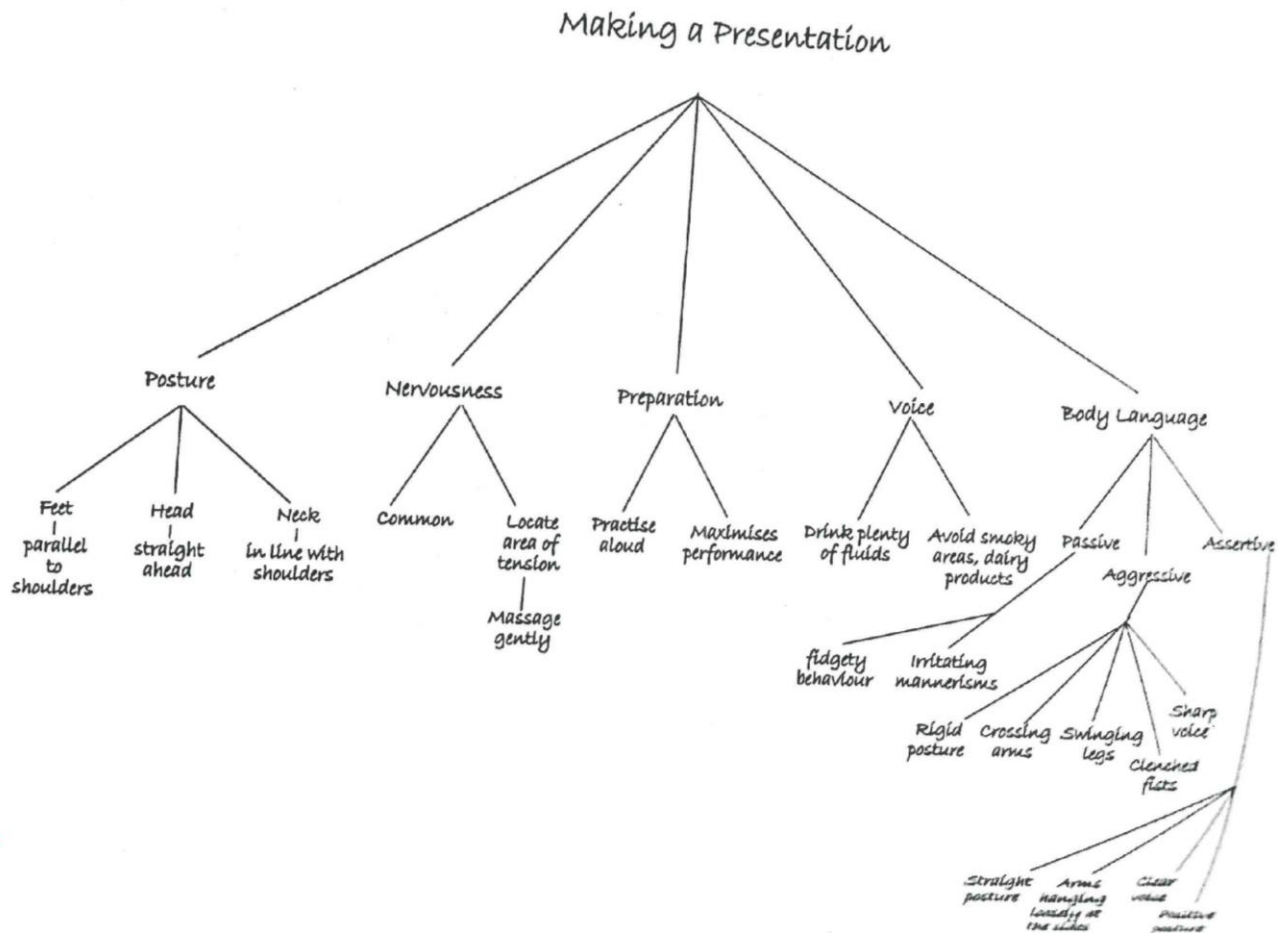 Making a Presentation
Posture
Nervousness
Preparation
Voice
Body Language
Feet
parallel
to
shoulders
Head
straight
ahead
Neck
in line with
shoulders
Common
Locate
area of
tension
Massage
gently
Practise
aloud
Maximises
performance
Drink plenty
of fluids
Avoid smoky
areas, dairy
products
Passive
Aggressive
Assertive
fidgety
behaviour
Irritating
mannerisms
Rigid
posture
Crossing
arms
Swinging
legs
Clenched
fists
Sharp
voice
Straight
posture
Arms
hanging
loosely at
the sides
Clear
voice
Positive